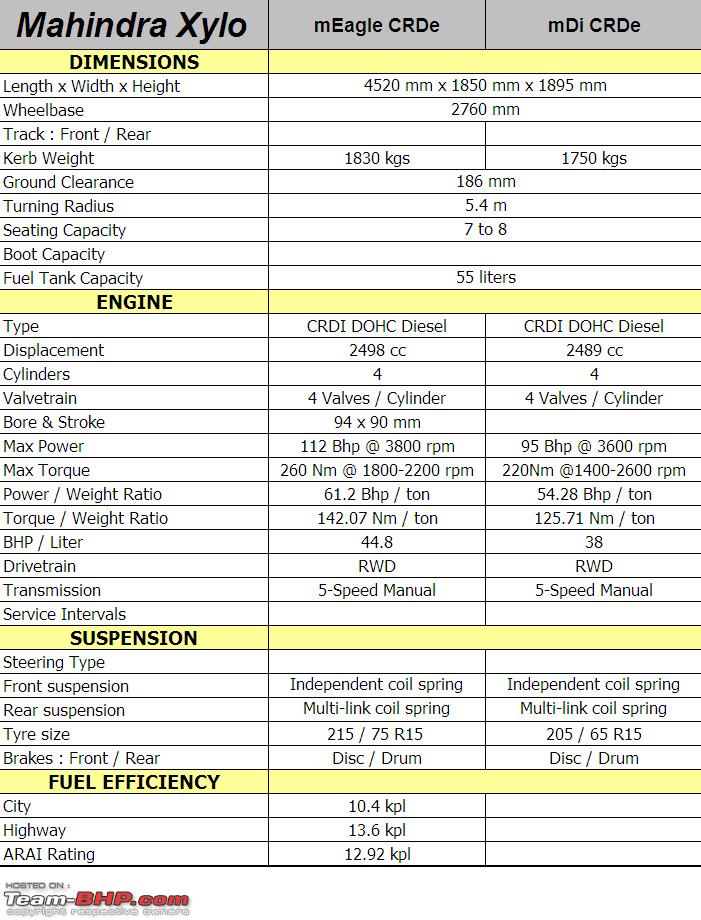 Mahindra Xylo mEagle CRDe mDi CRDe
DIMENSIONS
Length x Width x Height 4520 mm x 1850 mm x 1895 mm
Wheelbase 2760 mm
Track : Front / Rear
Kerb Weight 1830 kgs 1750 kgs
Ground Clearance 186 mm
Turning Radius 5.4 m
Seating Capacity 7 to 8
Boot Capacity
Fuel Tank Capacity 55 liters
ENGINE
Type CRDI DOHC Diesel CRDI DOHC Diesel
Displacement 2498 cc 2489 cc
Cylinders 4 4
Valvetrain 4 Valves / Cylinder 4 Valves / Cylinder
Bore & Stroke 94 x 90 mm
Max Power 112 Bhp @ 3800 rpm 95 Bhp @ 3600 rpm
Max Torque 260 Nm @ 1800-2200 rpm 220Nm @1400-2600 rpm
Power / Weight Ratio 61.2 Bhp / ton 54.28 Bhp / ton
Torque / Weight Ratio 142.07 Nm / ton 125.71 Nm / ton
BHP / Liter 44.8 38
Drivetrain RWD RWD
Transmission 5-Speed Manual 5-Speed Manual
Service Intervals
SUSPENSION
Steering Type
Front suspension Independent coil spring Independent coil spring
Rear suspension Multi-link coil spring Multi-link coil spring
Tyre size 215 / 75 R15 205 / 65 R15
Brakes : Front / Rear Disc / Drum Disc / Drum
FUEL EFFICIENCY
City 10.4 kpl
Highway 13.6 kpl
ARAI Rating 12.92 kpl
HOSTED ON :
Team-BHP.com
copyright respective owners